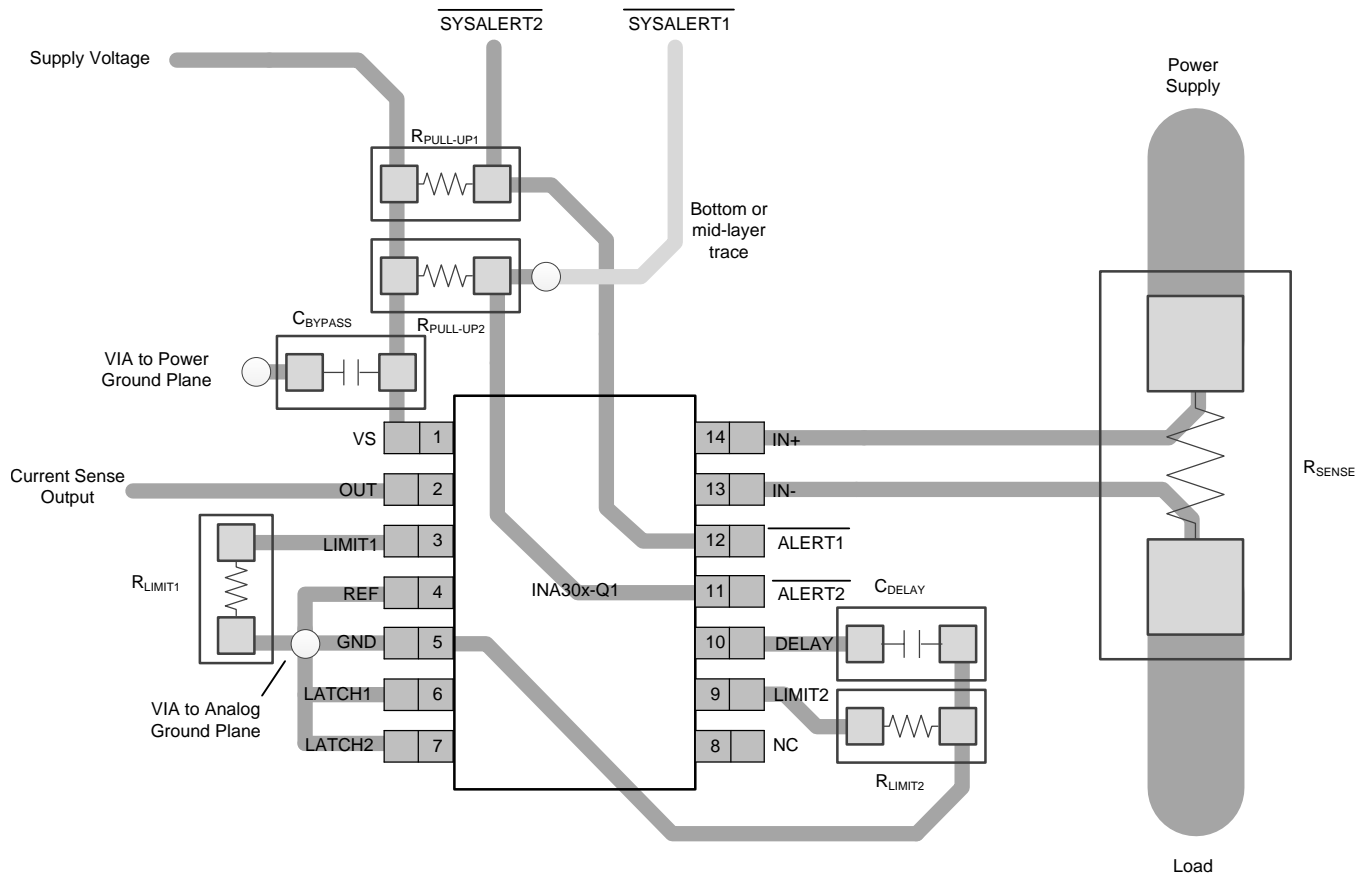 SYSALERT2
SYSALERT1
Supply Voltage
Power
Supply
RPULL-UP1
Bottom or
mid-layer
trace
CBYPASS
RPULL-UP2
VIA to Power
Ground Plane
VS
1
14
IN+
RSENSE
Current Sense
Output
OUT
2
13
IN-
LIMIT1
3
12
ALERT1
RLIMIT1
REF
4
INA30x-Q1
11
ALERT2
CDELAY
GND
5
10
DELAY
VIA to Analog
Ground Plane
LATCH1
6
9
LIMIT2
LATCH2
7
8
NC
RLIMIT2
Load